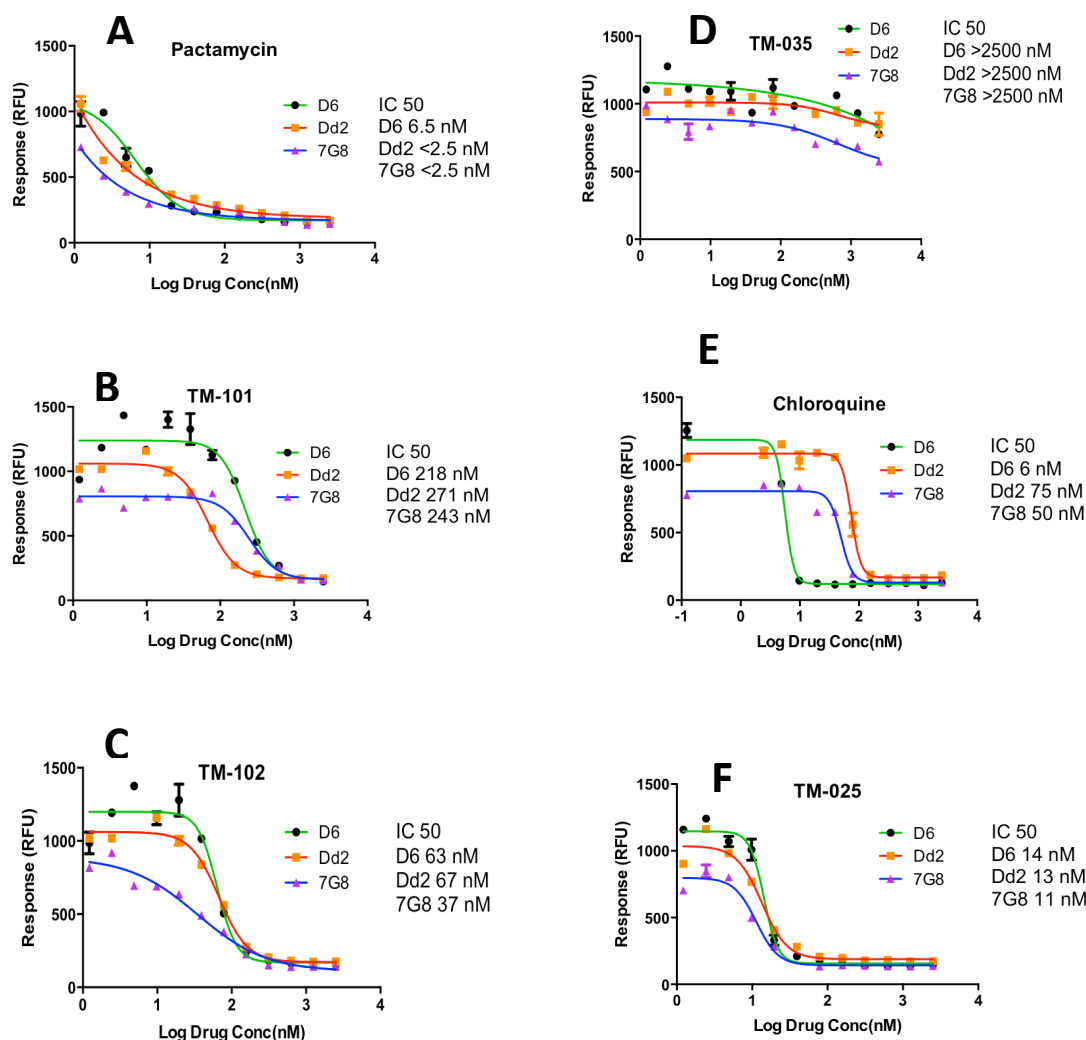 A
Pactamycin
Response (RFU)
1500
1000
500
0
0 1 2 3 4
Log Drug Conc(nM)
D6
Dd2
7G8
IC 50
D6 6.5 nM
Dd2 <2.5 nM
7G8 <2.5 nM
D
TM-035
Response (RFU)
1500
1000
500
0
0 1 2 3 4
Log Drug Conc(nM)
D6
Dd2
7G8
IC 50
D6 >2500 nM
Dd2 >2500 nM
7G8 >2500 nM
B
TM-101
Response (RFU)
1500
1000
500
0
0 1 2 3 4
Log Drug Conc(nM)
D6
Dd2
7G8
IC 50
D6 218 nM
Dd2 271 nM
7G8 243 nM
E
Chloroquine
Response (RFU)
1500
1000
500
0
-1 0 1 2 3 4
Log Drug Conc(nM)
D6
Dd2
7G8
IC 50
D6 6 nM
Dd2 75 nM
7G8 50 nM
C
TM-102
Response (RFU)
1500
1000
500
0
0 1 2 3 4
Log Drug Conc(nM)
D6
Dd2
7G8
IC 50
D6 63 nM
Dd2 67 nM
7G8 37 nM
F
TM-025
Response (RFU)
1500
1000
500
0
0 1 2 3 4
Log Drug Conc(nM)
D6
Dd2
7G8
IC 50
D6 14 nM
Dd2 13 nM
7G8 11 nM